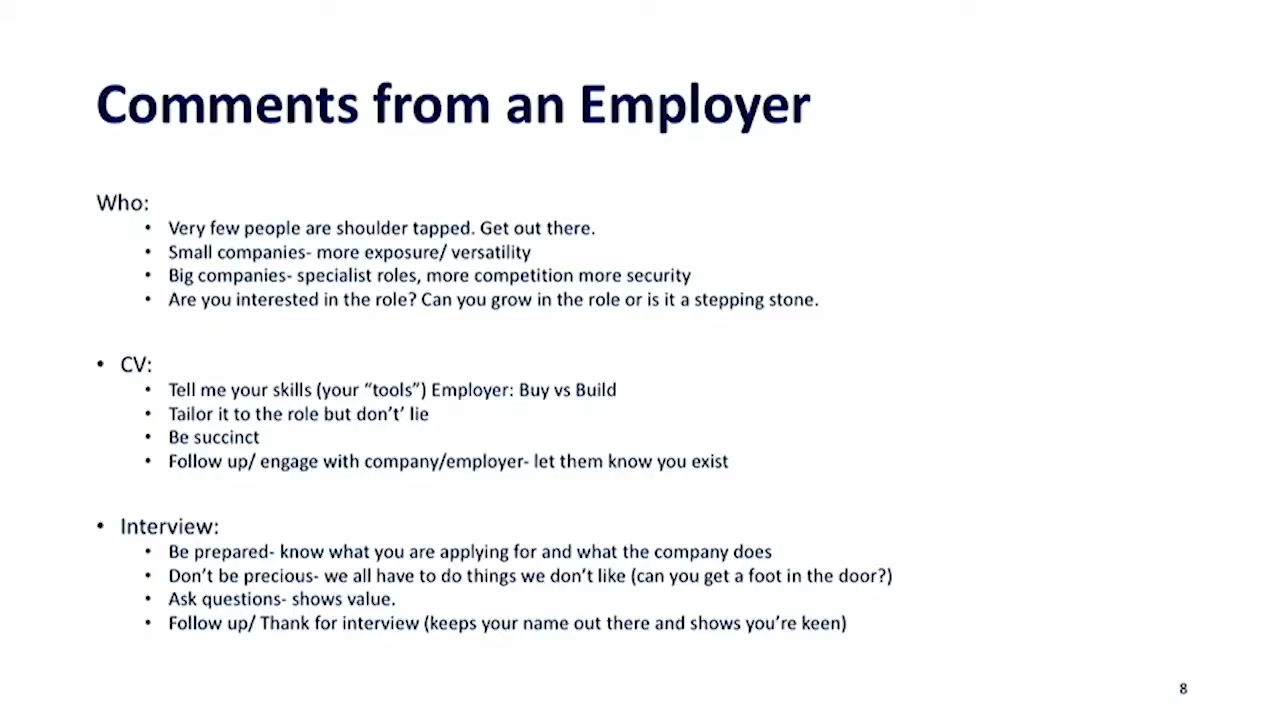 Comments from an Employer
Who:
• Very few people are shoulder tapped. Get out there.
• Small companies- more exposure/ versatility
• Big companies- specialist roles, more competition more security
• Are you interested in the role? Can you grow in the role or is it a stepping stone.
• CV:
• Tell me your skills (your “tools”) Employer: Buy vs Build
• Tailor it to the role but don’t’ lie
• Be succinct
• Follow up/ engage with company/employer- let them know you exist
• Interview:
• Be prepared- know what you are applying for and what the company does
• Don’t be precious- we all have to do things we don’t like (can you get a foot in the door?)
• Ask questions- shows value.
• Follow up/ Thank for interview (keeps your name out there and shows you’re keen)
8